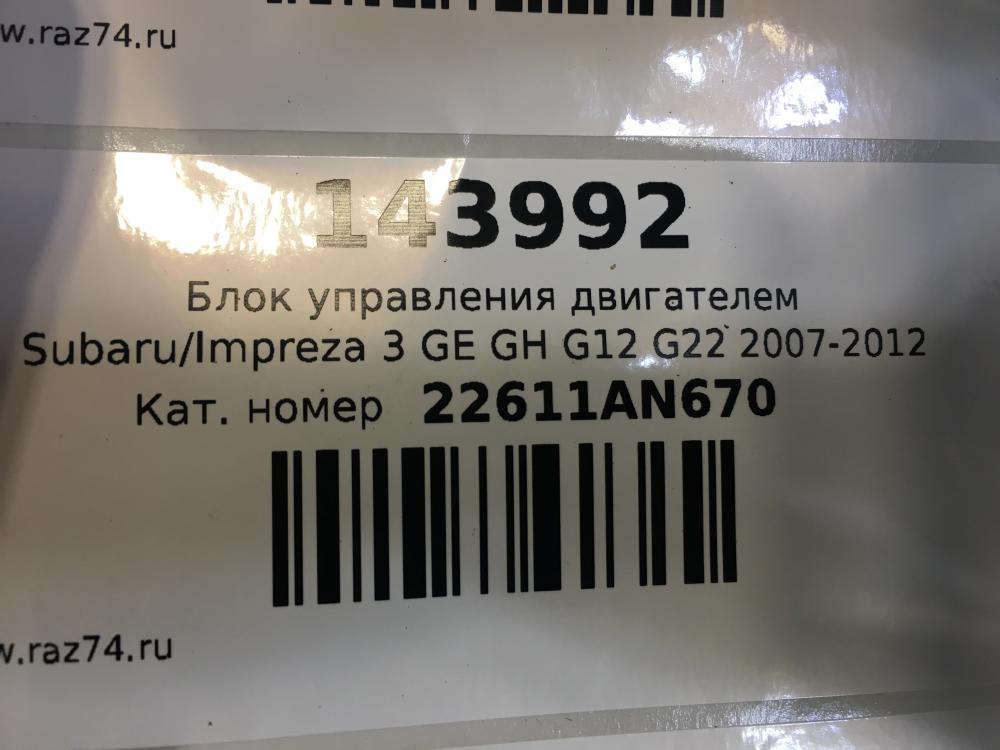 w.raz74.ru
143992
Блок управления двигателем
Subaru/Impreza 3 GE GH G12 G22 2007-2012
Кат. номер 22611AN670
w.raz74.ru